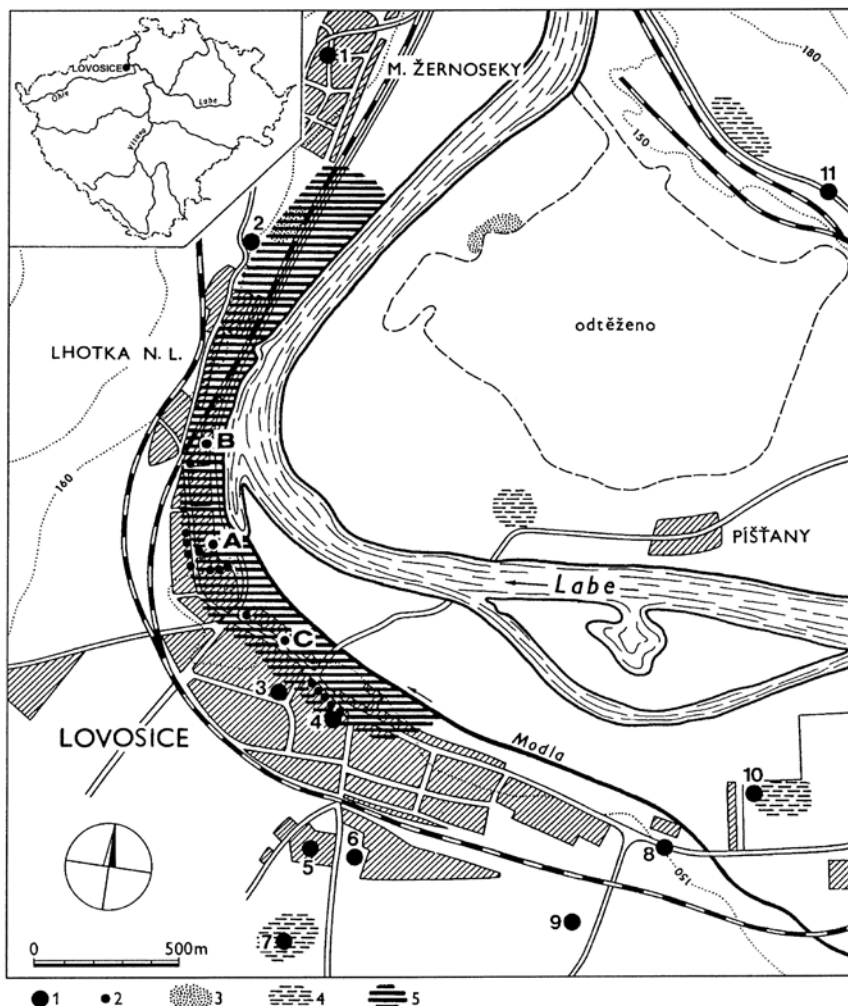 LOVOSICE
Ohře
Labe
Vltava
1
M. ŽERNOSEKY
180
150
11
2
odtěženo
LHOTKA N. L.
160
B
PÍŠŤANY
A
Labe
C
3
4
LOVOSICE
Modla
10
8
150
5
6
9
7
0 500m
1 2 3 4 5